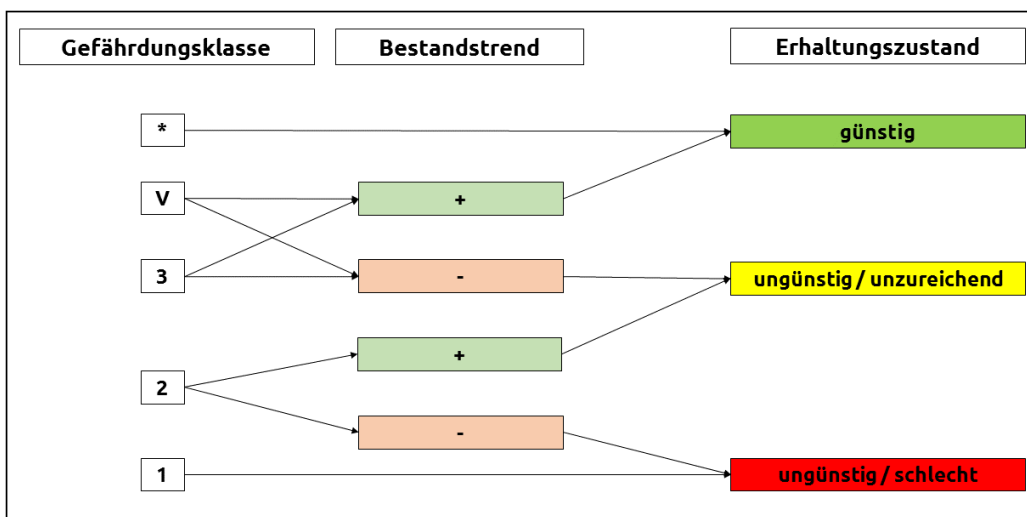 Gefährdungsklasse
Bestandstrend
Erhaltungszustand
*
günstig
V
+
3
-
ungünstig / unzureichend
+
2
-
1
ungünstig / schlecht